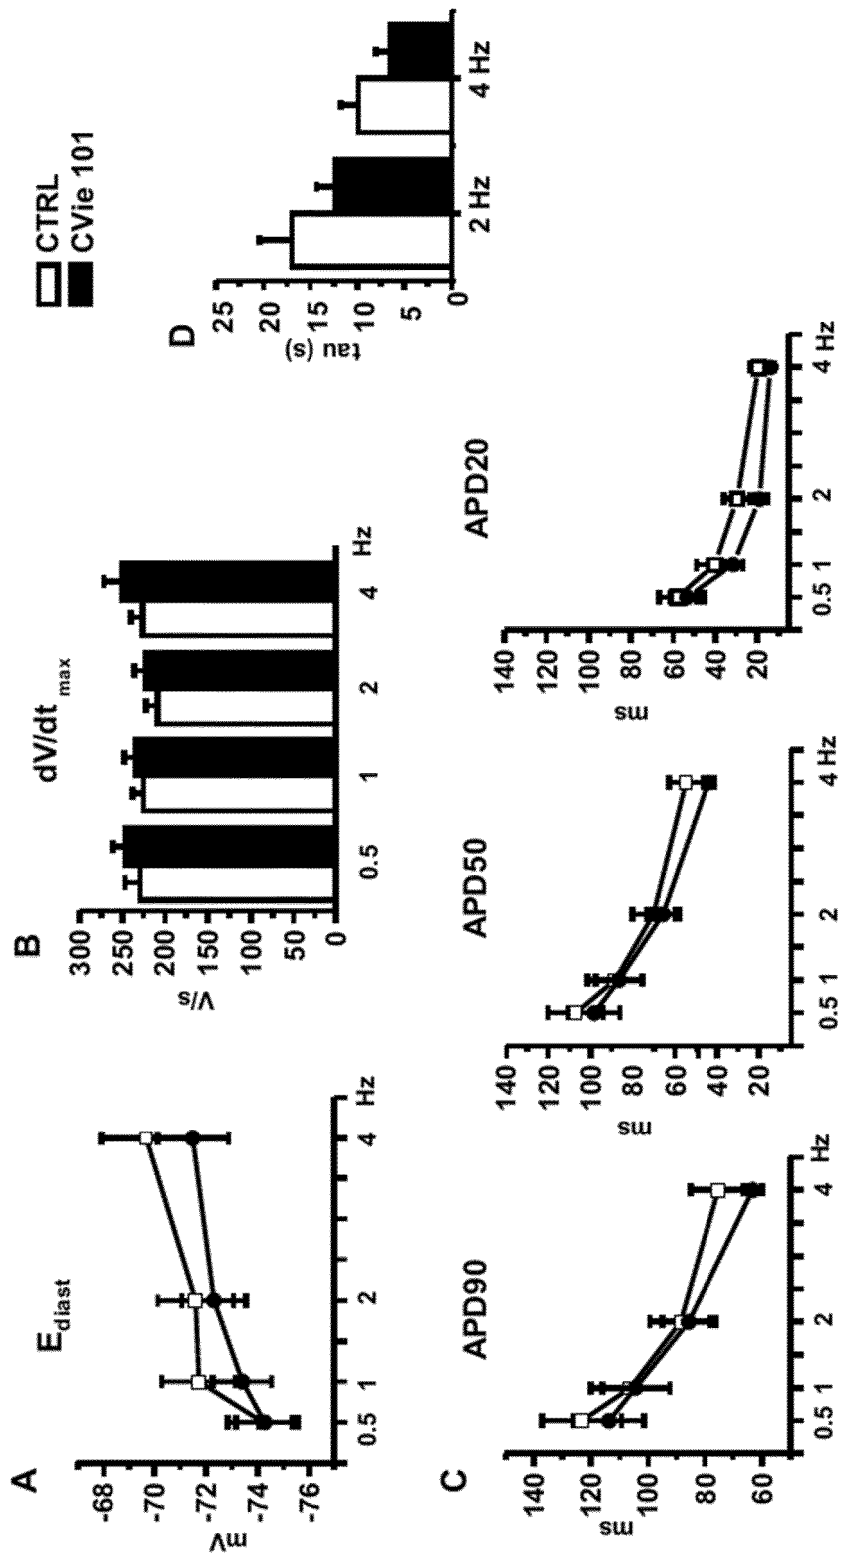 A
E diast
mV
-68
-70
-72
-74
-76
0.5 1 2 4 Hz
B
dV/dt max
V/s
300
250
200
150
100
50
0
0.5 1 2 4 Hz
CTRL
CVie 101
D
tau (s)
25
20
15
10
5
0
2 Hz 4 Hz
C
APD90
ms
140
120
100
80
60
0.5 1 2 4 Hz
APD50
ms
140
120
100
80
60
40
20
0.5 1 2 4 Hz
APD20
ms
140
120
100
80
60
40
20
0.5 1 2 4 Hz